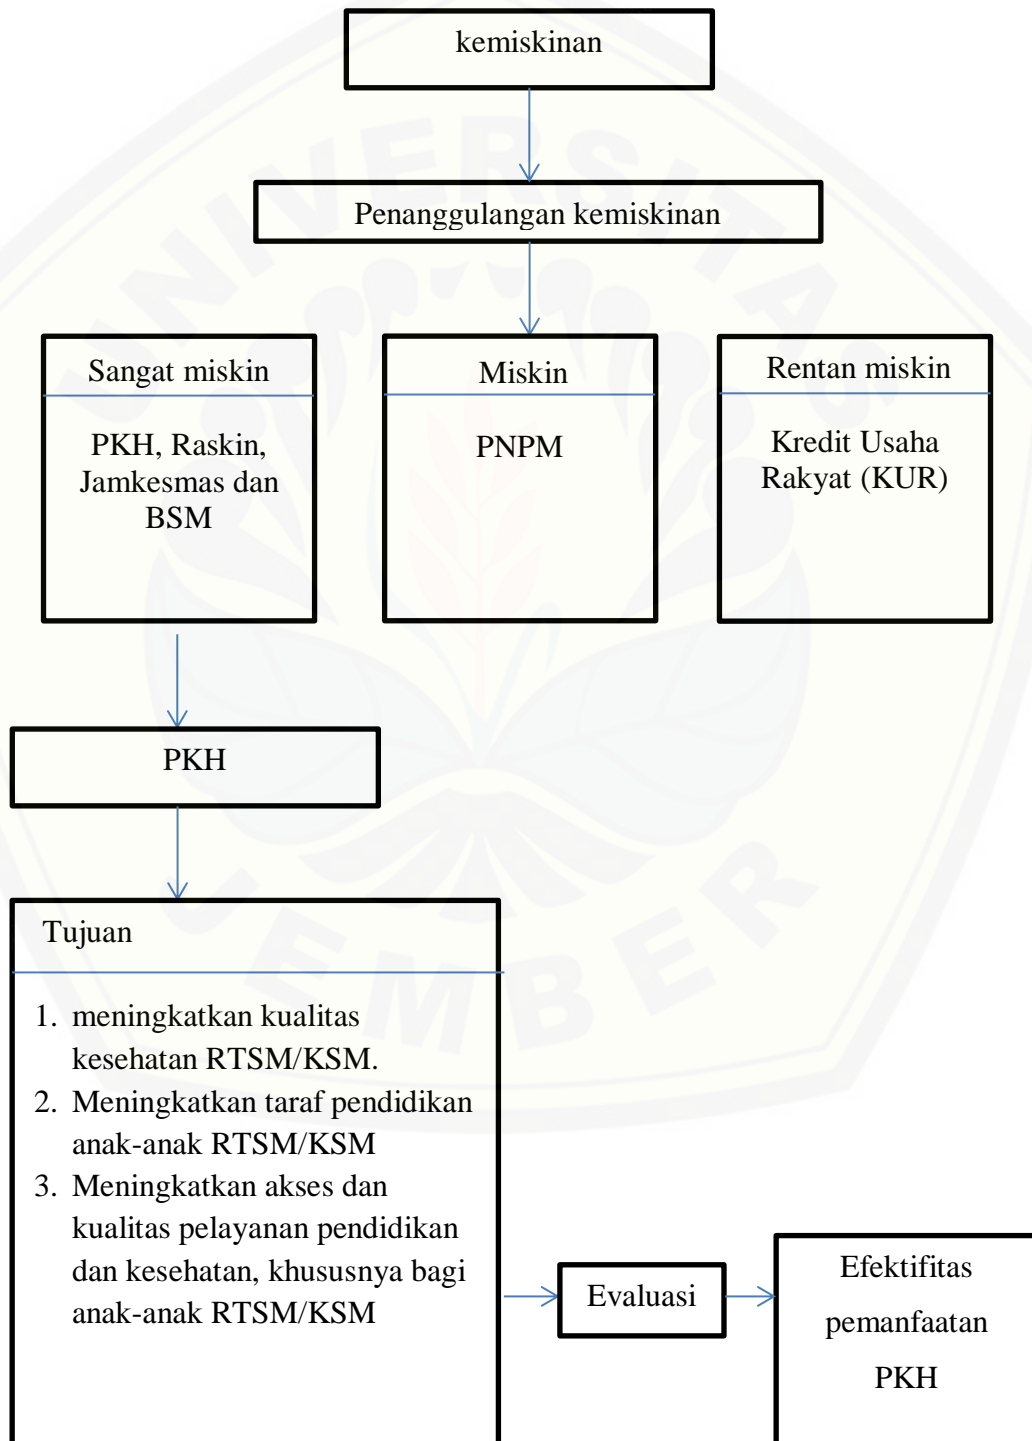 kemiskinan
Penanggulangan kemiskinan
Sangat miskin
PKH, Raskin,
Jamkesmas dan
BSM
Miskin
PNPM
Rentan miskin
Kredit Usaha
Rakyat (KUR)
PKH
Tujuan
1. meningkatkan kualitas
kesehatan RTSM/KSM.
2. Meningkatkan taraf pendidikan
anak-anak RTSM/KSM
3. Meningkatkan akses dan
kualitas pelayanan pendidikan
dan kesehatan, khususnya bagi
anak-anak RTSM/KSM
Evaluasi
Efektifitas
pemanfaatan
PKH
UNIVERSITAS
JEMBER